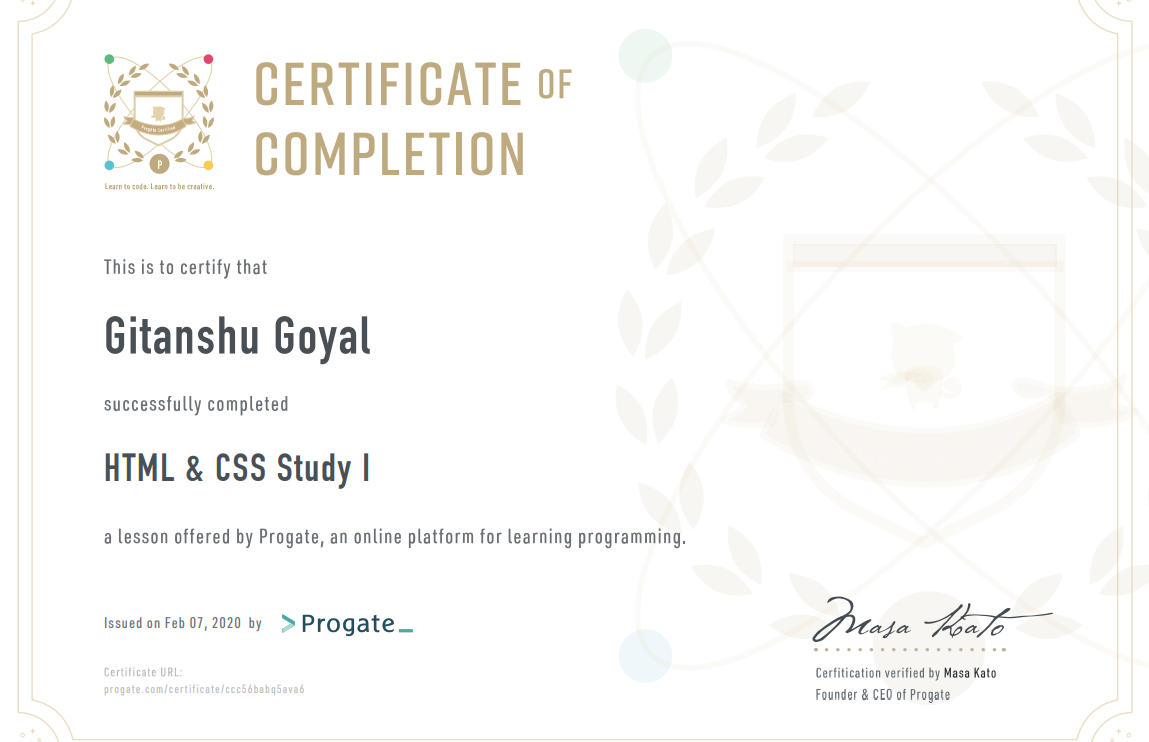 CERTIFICATE OF
COMPLETION
Progate Certified
P
Learn to code. Learn to be creative.
This is to certify that
Gitanshu Goyal
successfully completed
HTML & CSS Study I
a lesson offered by Progate, an online platform for learning programming.
Issued on Feb 07, 2020 by Progate
Masa Kato
Certificate URL:
progate.com/certificate/ccc56babq5ava6
Cerfitication verified by Masa Kato
Founder & CEO of Progate